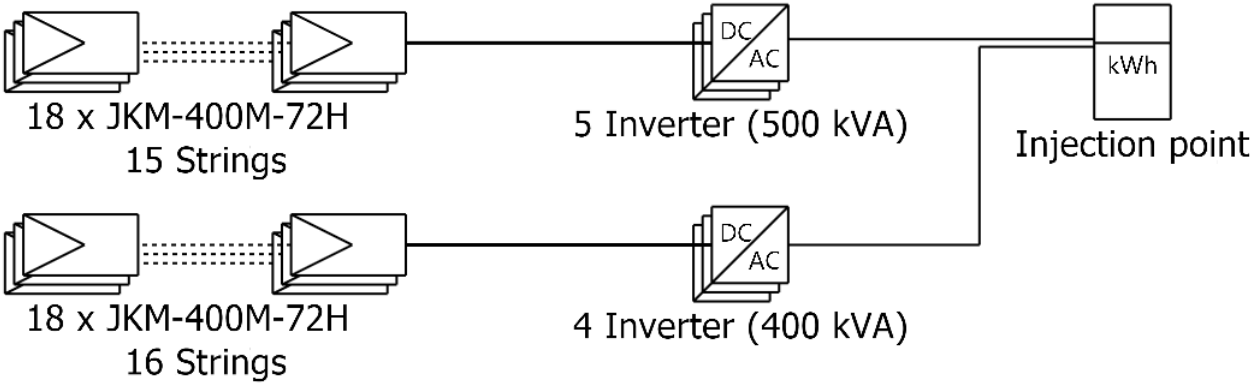 DC
AC
kWh
18 x JKM-400M-72H
15 Strings
5 Inverter (500 kVA)
Injection point
DC
AC
18 x JKM-400M-72H
16 Strings
4 Inverter (400 kVA)